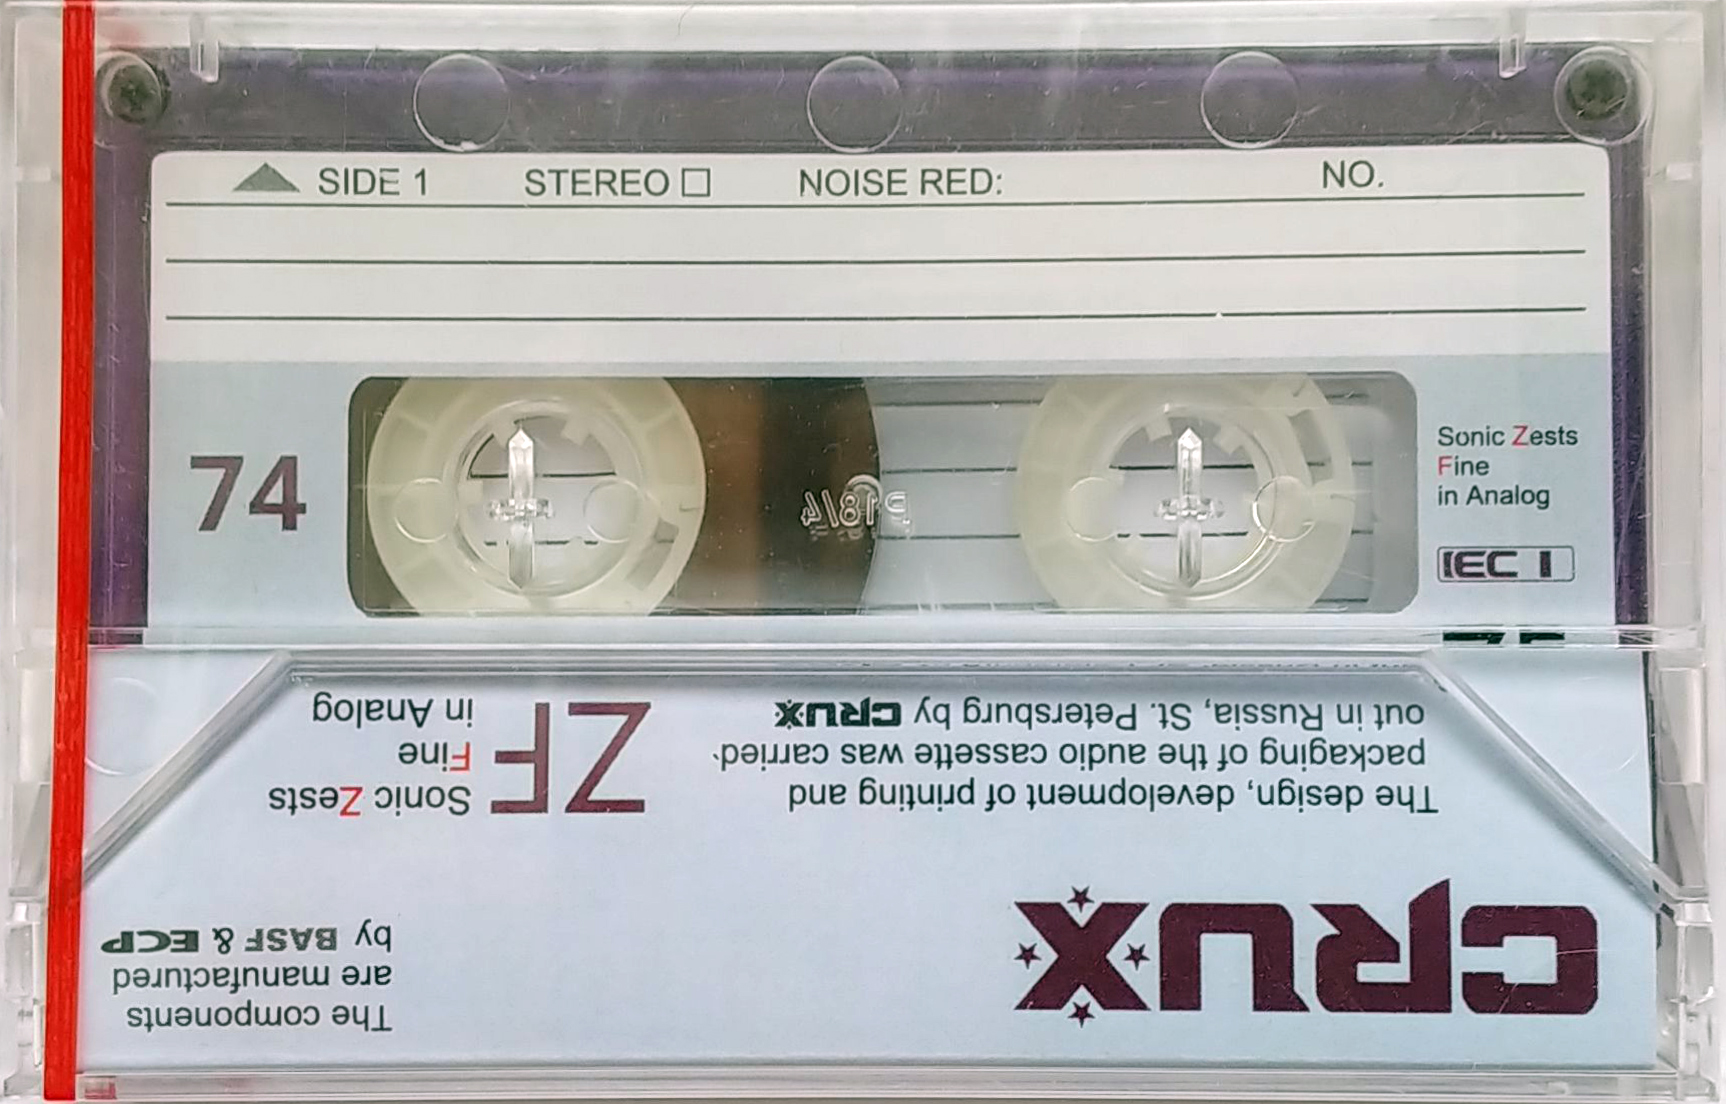 SIDE 1 STEREO NOISE RED: NO.
74
Sonic Zests
Fine
in Analog
IEC I
P18/4
CRUX
The components
are manufactured
by BASF & ECP
The design, development of printing and
packaging of the audio cassette was carried
out in Russia, St. Petersburg by CRUX
ZF
Sonic Zests
Fine
in Analog